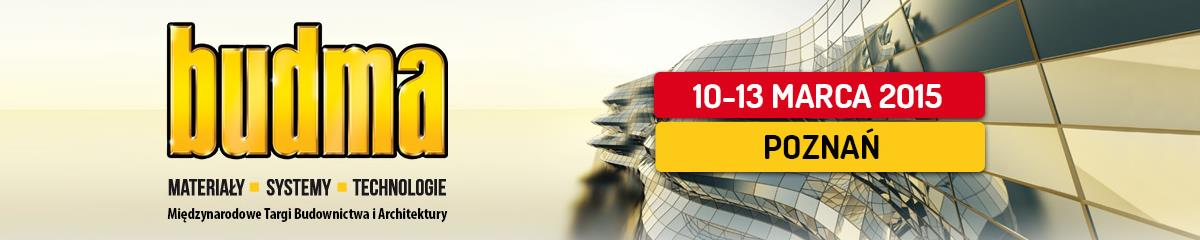 budma
MATERIAŁY ▪ SYSTEMY ▪ TECHNOLOGIE
Międzynarodowe Targi Budownictwa i Architektury
10-13 MARCA 2015
POZNAŃ